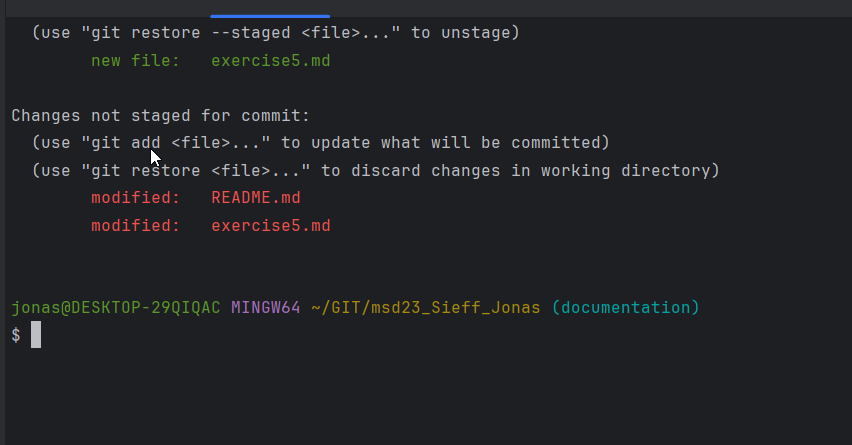 (use "git restore --staged <file>..." to unstage)
new file:   exercise5.md
Changes not staged for commit:
(use "git add <file>..." to update what will be committed)
(use "git restore <file>..." to discard changes in working directory)
modified:   README.md
modified:   exercise5.md
jonas@DESKTOP-29QIQAC MINGW64 ~/GIT/msd23_Sieff_Jonas (documentation)
$